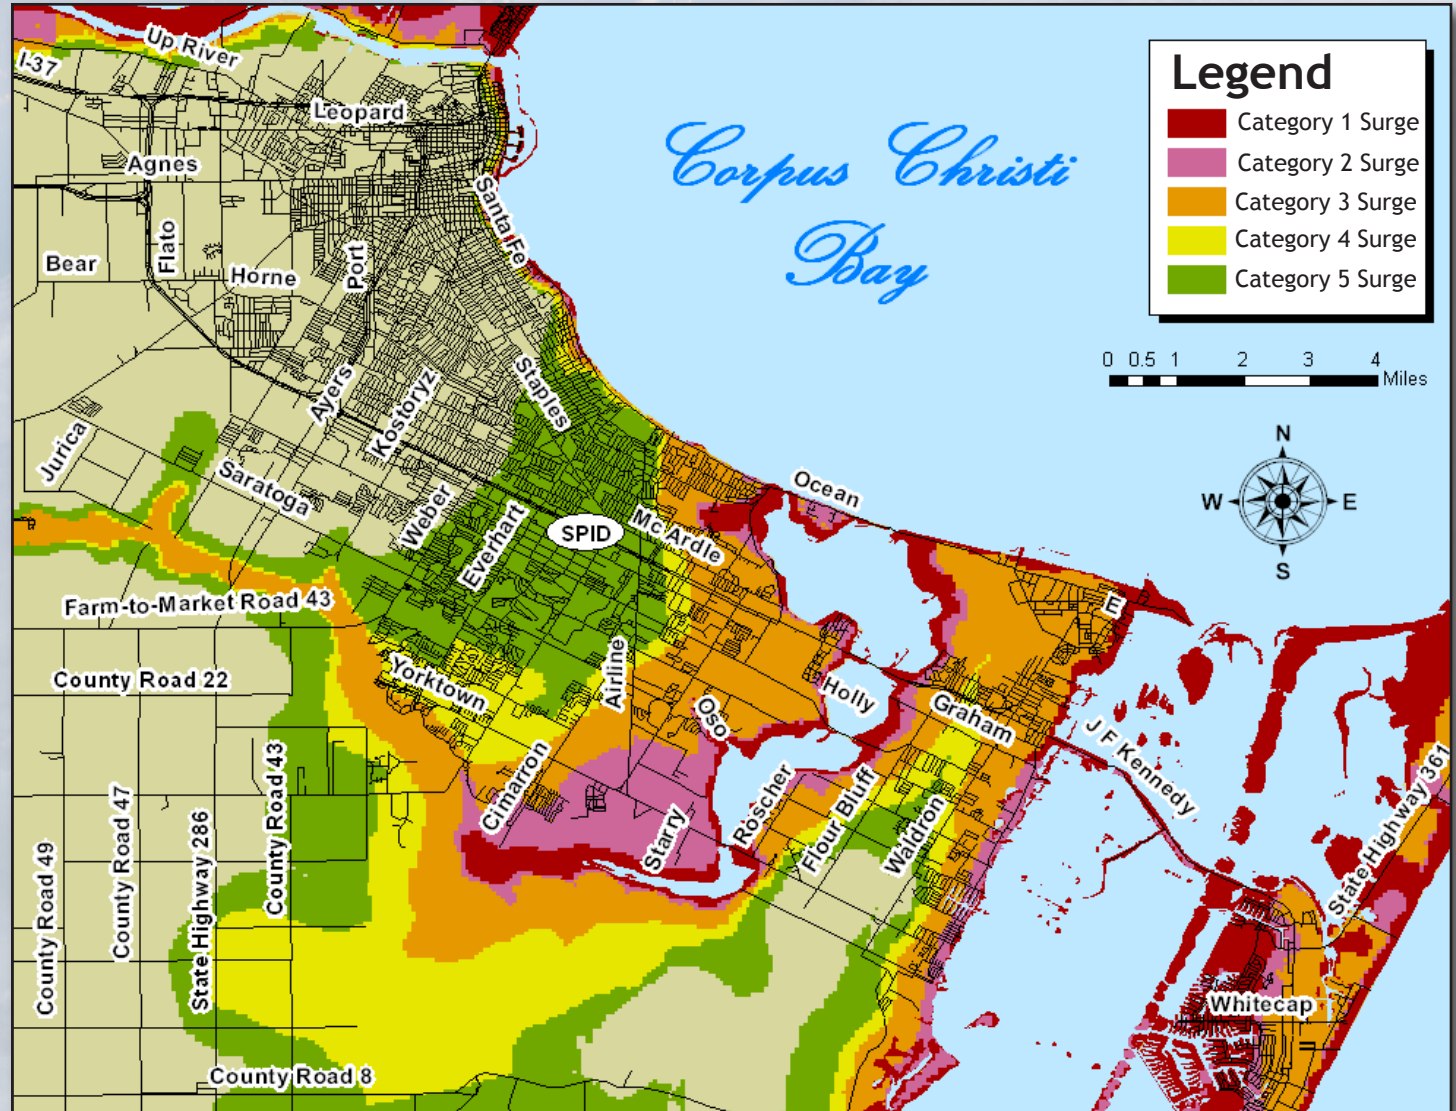 Up River
I-37
Leopard
Agnes
Santa Fe
Flato
Bear
Horne
Port
Corpus Christi
Bay
Legend
Category 1 Surge
Category 2 Surge
Category 3 Surge
Category 4 Surge
Category 5 Surge
0 0.5 1 2 3 4
Miles
N
W E
S
Staples
Ayers
Kostoryz
Jurica
Saratoga
Weber
Everhart
SPID
Mc Ardle
Ocean
E
Farm-to-Market Road 43
County Road 22
Yorktown
Airline
Oso
Holly
Graham
J F Kennedy
State Highway 361
Cimarron
Starry
Roscher
Flour Bluff
Waldron
County Road 49
County Road 47
State Highway 286
County Road 43
Whitecap
County Road 8